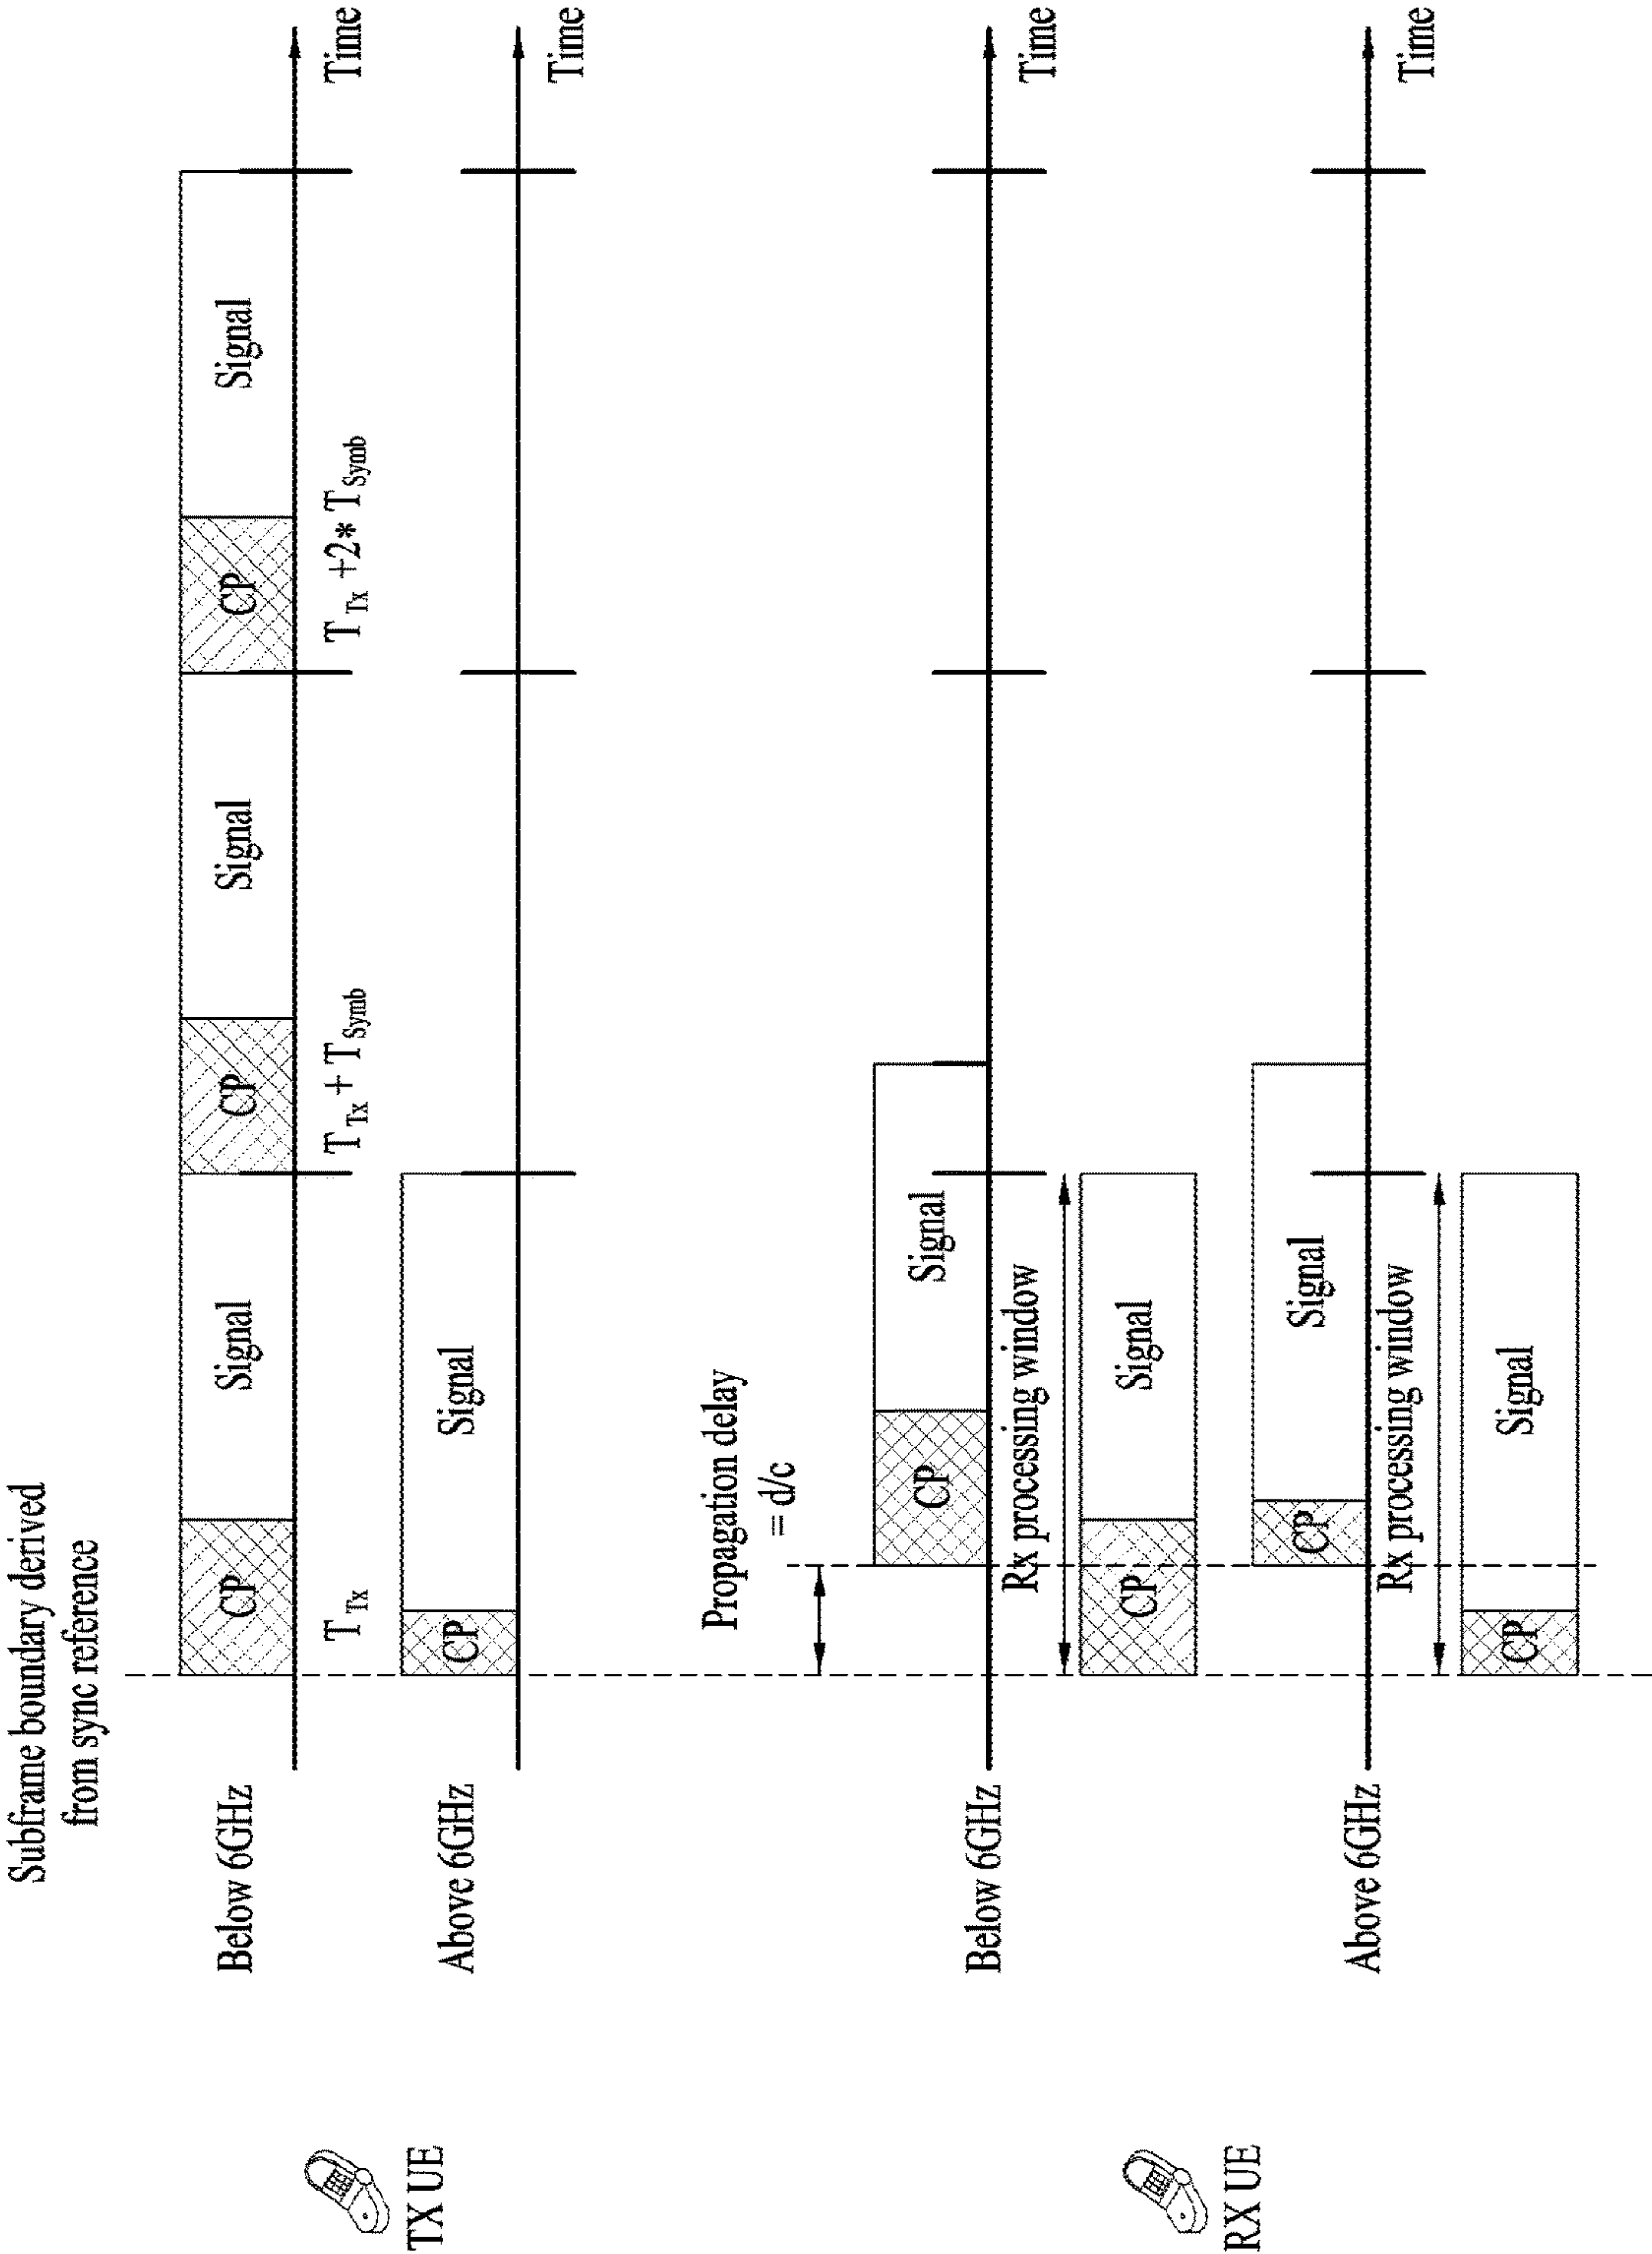 Subframe boundary derived
from sync reference
TX UE
Below 6GHz
CP
Signal
CP
Signal
CP
Signal
T_Tx
T_Tx + T_Symb
T_Tx +2* T_Symb
Time
Above 6GHz
CP
Signal
Time
RX UE
Propagation delay
= d/c
Below 6GHz
CP
Signal
Time
Rx processing window
CP
Signal
Above 6GHz
CP
Signal
Time
Rx processing window
CP
Signal